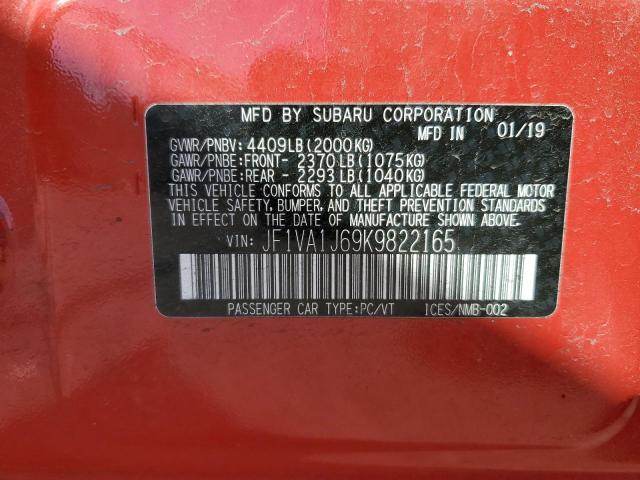 MFD BY SUBARU CORPORATION
MFD IN 01/19
GVWR/PNBV: 4409LB(2000KG)
GAWR/PNBE:FRONT- 2370LB(1075KG)
GAWR/PNBE:REAR - 2293LB(1040KG)
THIS VEHICLE CONFORMS TO ALL APPLICABLE FEDERAL MOTOR
VEHICLE SAFETY, BUMPER, AND THEFT PREVENTION STANDARDS
IN EFFECT ON THE DATE OF MANUFACTURE SHOWN ABOVE.
VIN: JF1VA1J69K9822165
PASSENGER CAR TYPE:PC/VT ICES/NMB-002